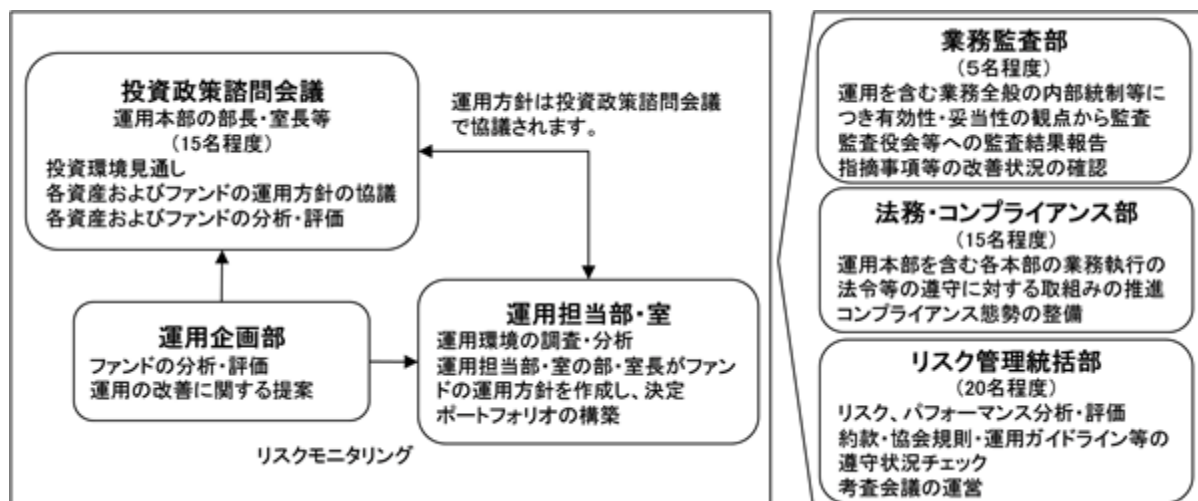 投資政策諮問会議
運用本部の部長・室長等
(15名程度)
投資環境見通し
各資産およびファンドの運用方針の協議
各資産およびファンドの分析・評価
運用方針は投資政策諮問会議
で協議されます。
運用企画部
ファンドの分析・評価
運用の改善に関する提案
運用担当部・室
運用環境の調査・分析
運用担当部・室の部・室長がファン
ドの運用方針を作成し、決定
ポートフォリオの構築
リスクモニタリング
業務監査部
(5名程度)
運用を含む業務全般の内部統制等に
つき有効性・妥当性の観点から監査
監査役会等への監査結果報告
指摘事項等の改善状況の確認
法務・コンプライアンス部
(15名程度)
運用本部を含む各本部の業務執行の
法令等の遵守に対する取組みの推進
コンプライアンス態勢の整備
リスク管理統括部
(20名程度)
リスク、パフォーマンス分析・評価
約款・協会規則・運用ガイドライン等の
遵守状況チェック
考査会議の運営